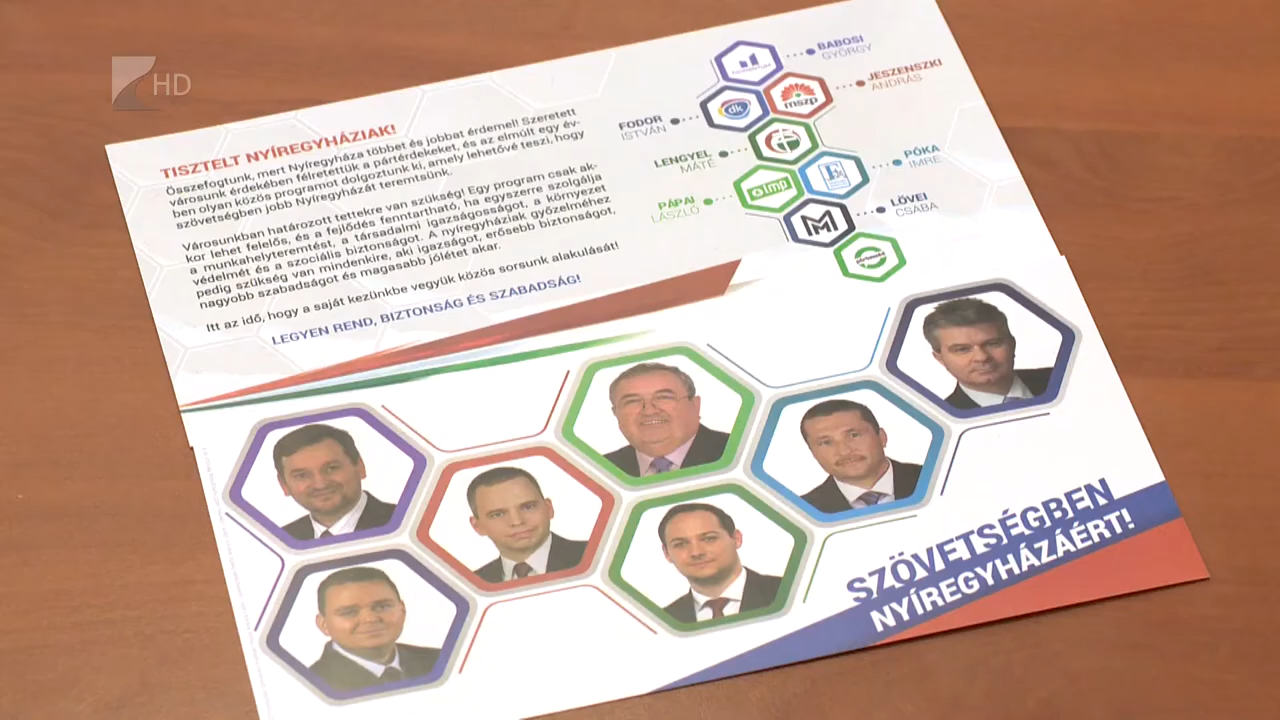 HD
TISZTELT NYÍREGYHÁZIAK!
Összefogtunk, mert Nyíregyháza többet és jobbat érdemel! Szeretett
városunk érdekében félretettük a pártérdekeket, és az elmúlt egy év-
ben olyan közös programot dolgoztunk ki, amely lehetővé teszi, hogy
szövetségben jobb Nyíregyházát teremtsünk.
Városunkban határozott tettekre van szükség! Egy program csak ak-
kor lehet felelős, és a fejlődés fenntartható, ha egyszerre szolgálja
a munkahelyteremtést, a társadalmi igazságosságot, a környezet
védelmét és a szociális biztonságot. A nyíregyháziak győzelméhez
pedig szükség van mindenkire, aki igazságot, erősebb biztonságot,
nagyobb szabadságot és magasabb jólétet akar.
Itt az idő, hogy a saját kezünkbe vegyük közös sorsunk alakulását!
LEGYEN REND, BIZTONSÁG ÉS SZABADSÁG!
BABOSI
GYÖRGY
JESZENSZKI
ANDRÁS
mszp
dk
FODOR
ISTVÁN
LENGYEL
MÁTÉ
PÓKA
IMRE
lmp
PÁPAI
LÁSZLÓ
LÖVEI
CSABA
M
SZÖVETSÉGBEN
NYÍREGYHÁZÁÉRT!